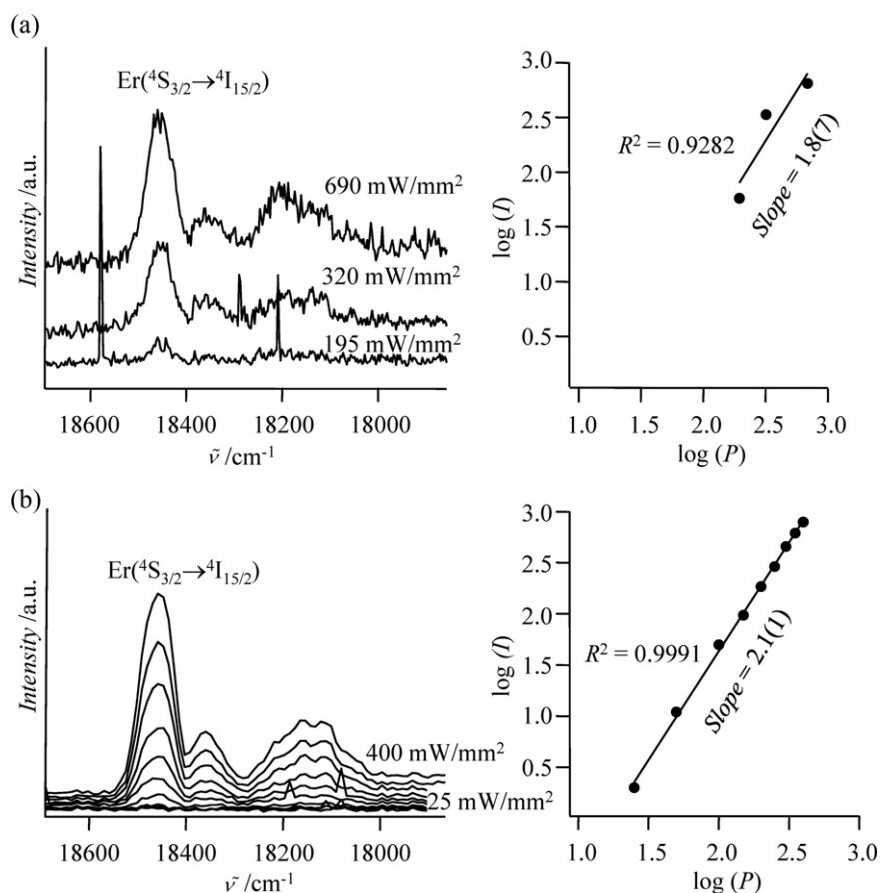 (a)
Er(⁴S₃/₂→⁴I₁₅/₂)
690 mW/mm²
320 mW/mm²
195 mW/mm²
Intensity /a.u.
18600 18400 18200 18000
ṽ /cm⁻¹
3.0
2.5
2.0
1.5
1.0
0.5
log (I)
R² = 0.9282
Slope = 1.8(7)
1.0 1.5 2.0 2.5 3.0
log (P)
(b)
Er(⁴S₃/₂→⁴I₁₅/₂)
400 mW/mm²
25 mW/mm²
Intensity /a.u.
18600 18400 18200 18000
ṽ /cm⁻¹
3.0
2.5
2.0
1.5
1.0
0.5
log (I)
R² = 0.9991
Slope = 2.1(1)
1.0 1.5 2.0 2.5 3.0
log (P)